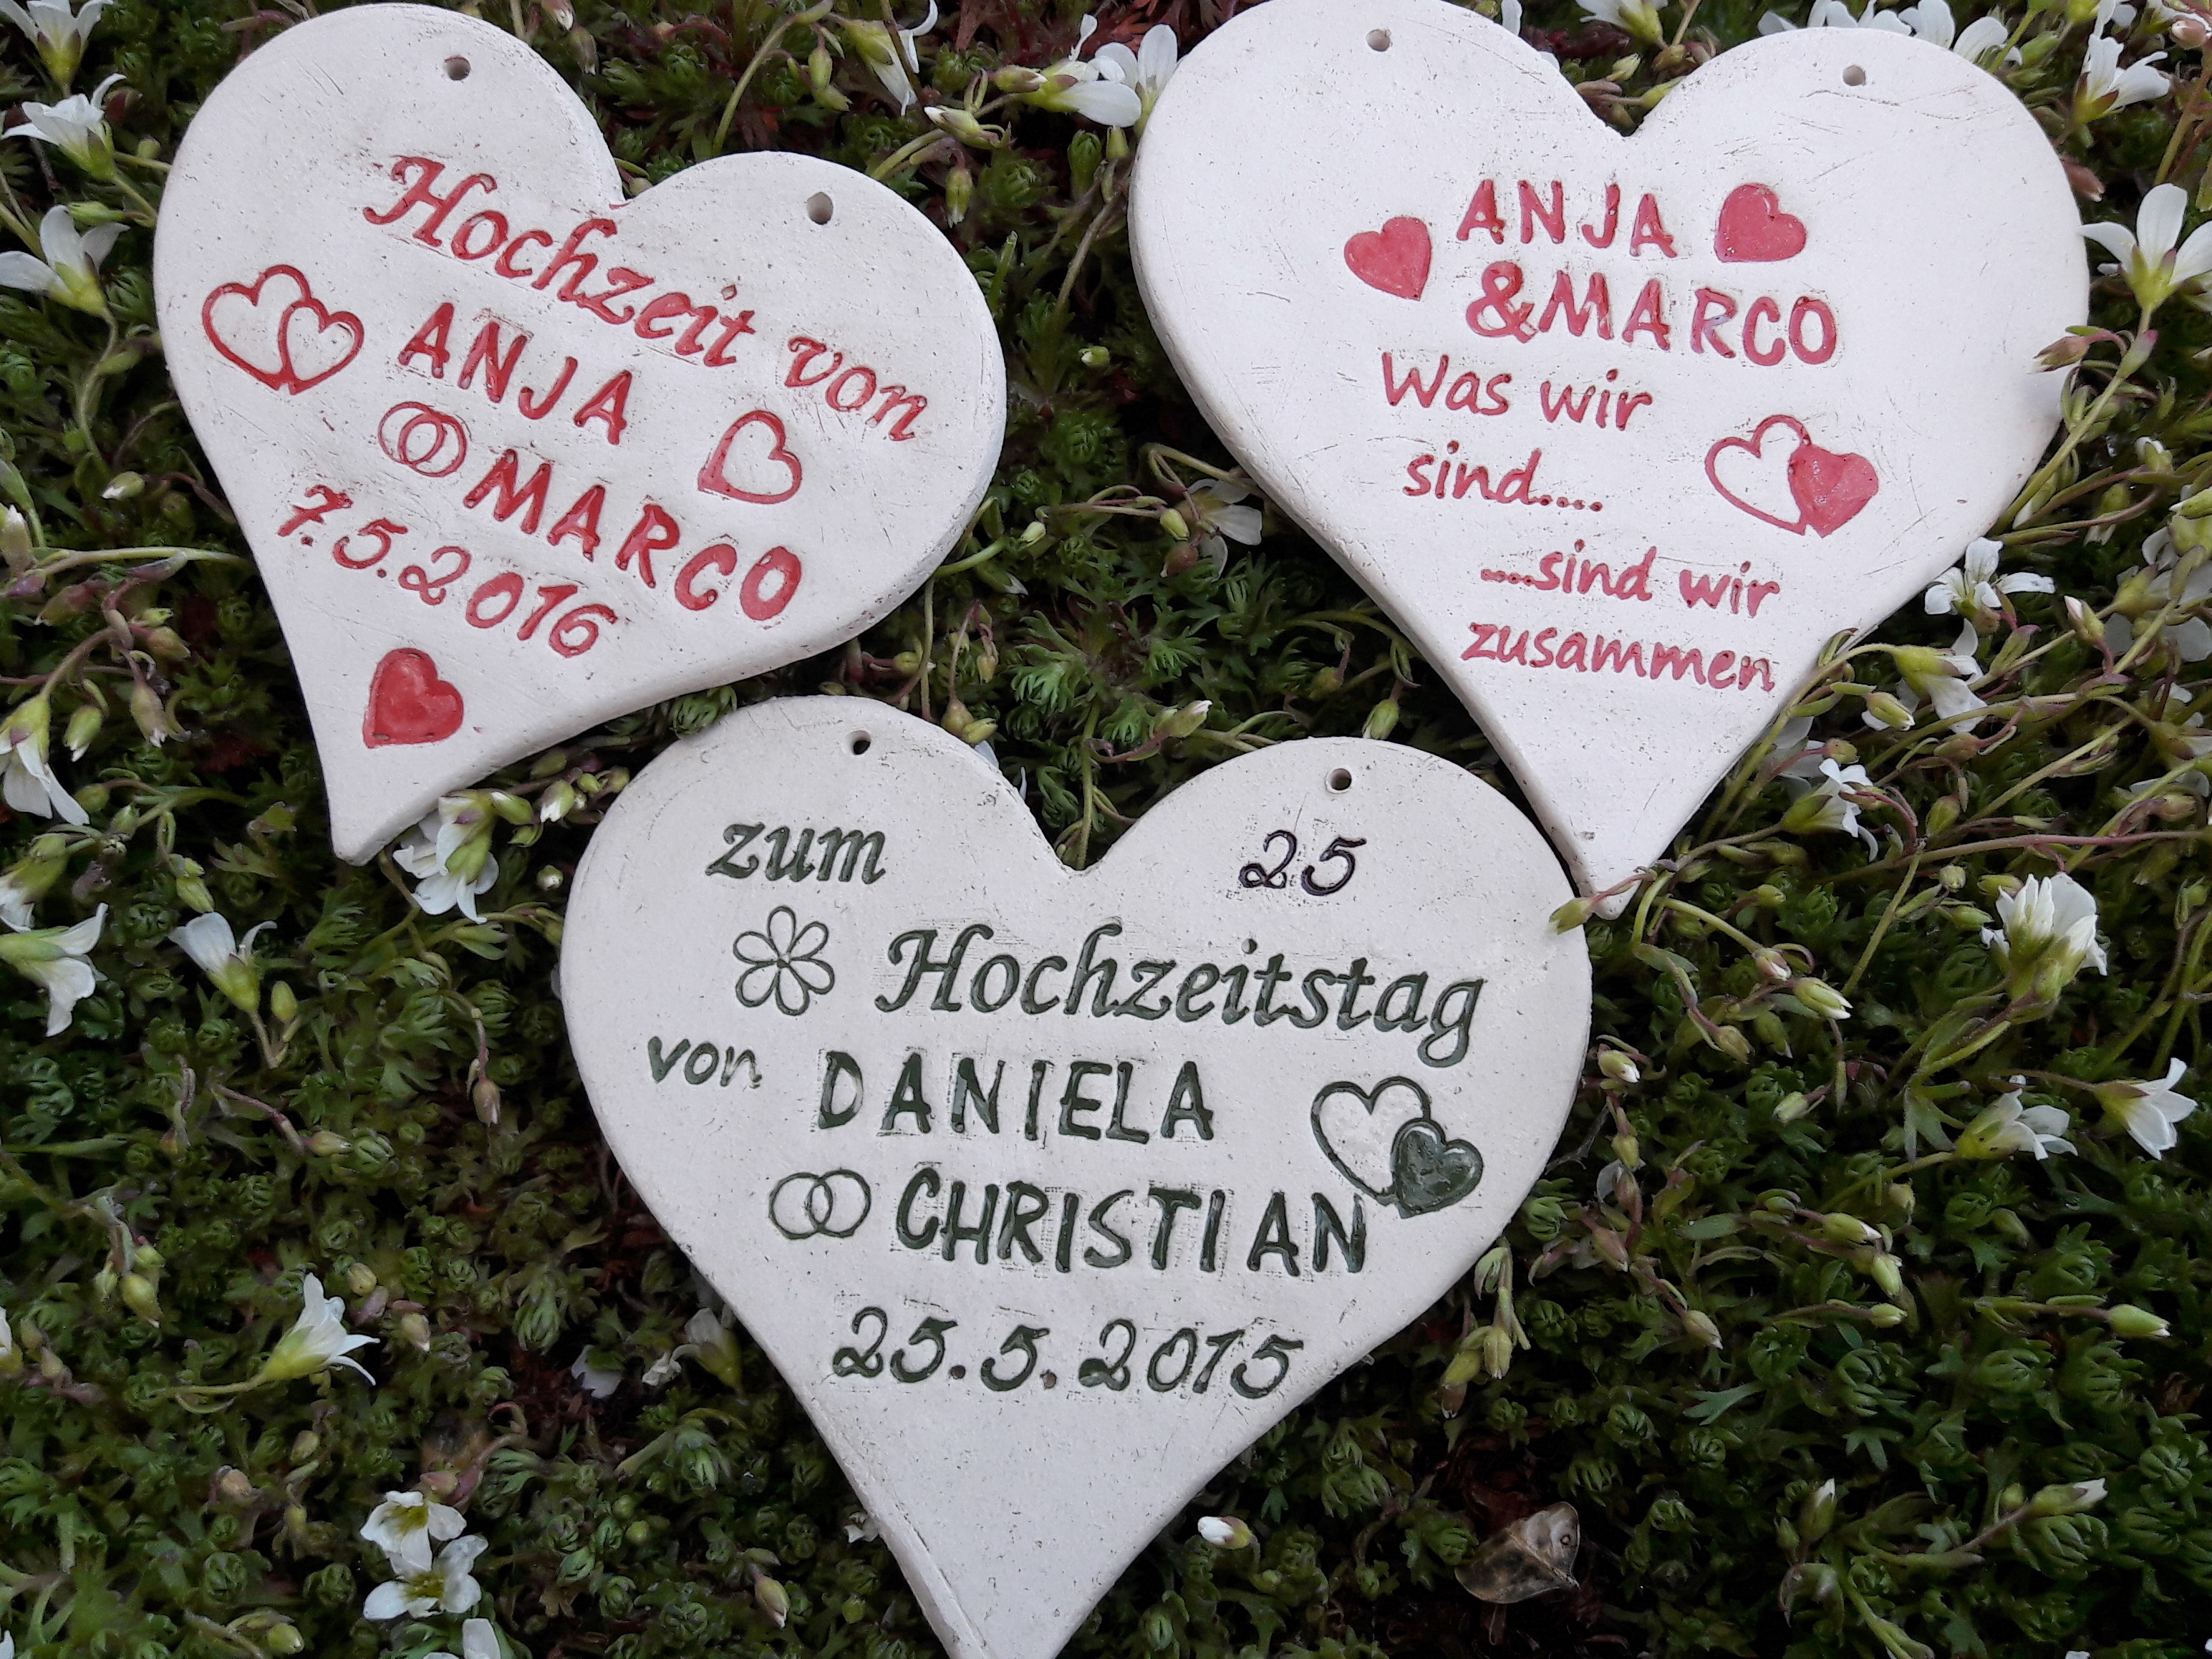 Hochzeit von
ANJA
MARCO
7.5.2016
ANJA
&MARCO
Was wir
sind....
....sind wir
zusammen
zum 25
Hochzeitstag
von DANIELA
CHRISTIAN
25.5.2015